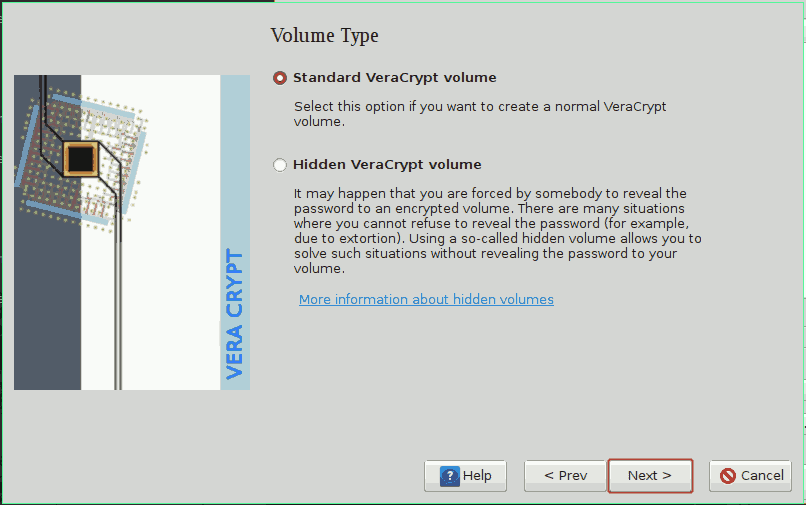 Volume Type
Standard VeraCrypt volume
Select this option if you want to create a normal VeraCrypt
volume.
Hidden VeraCrypt volume
It may happen that you are forced by somebody to reveal the
password to an encrypted volume. There are many situations
where you cannot refuse to reveal the password (for example,
due to extortion). Using a so-called hidden volume allows you to
solve such situations without revealing the password to your
volume.
More information about hidden volumes
VERA CRYPT
Help
< Prev
Next >
Cancel